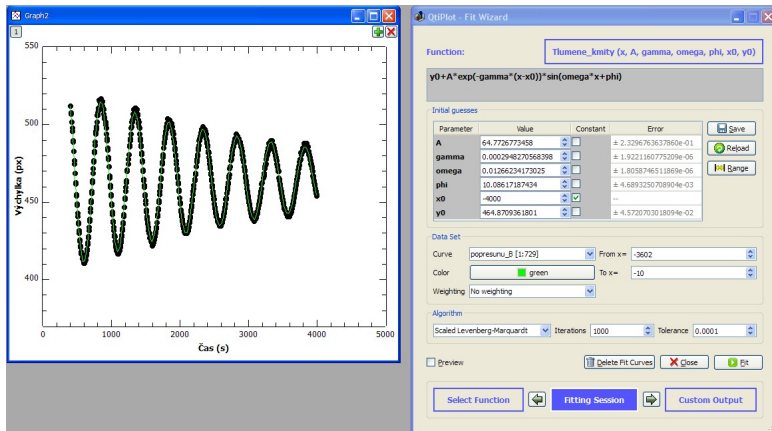 Graph2
1
550
500
450
400
Výchylka (px)
0 1000 2000 3000 4000 5000
Čas (s)
QtiPlot - Fit Wizard
Function:
Tlumene_kmity (x, A, gamma, omega, phi, x0, y0)
y0+A*exp(-gamma*(x-x0))*sin(omega*x+phi)
Initial guesses
Parameter Value Constant Error
A 64.7726773458 ± 2.3296763637860e-01
gamma 0.0002948270568398 ± 1.9221160775209e-06
omega 0.01266234173025 ± 1.8058746511869e-06
phi 10.08617187434 ± 4.6893250708904e-03
x0 -4000 --
y0 464.8709361801 ± 4.5720703018094e-02
Save
Reload
Range
Data Set
Curve popresunu_B [1:729] From x= -3602
Color green To x= -10
Weighting No weighting
Algorithm
Scaled Levenberg-Marquardt Iterations 1000 Tolerance 0.0001
Preview Delete Fit Curves Close Fit
Select Function Fitting Session Custom Output